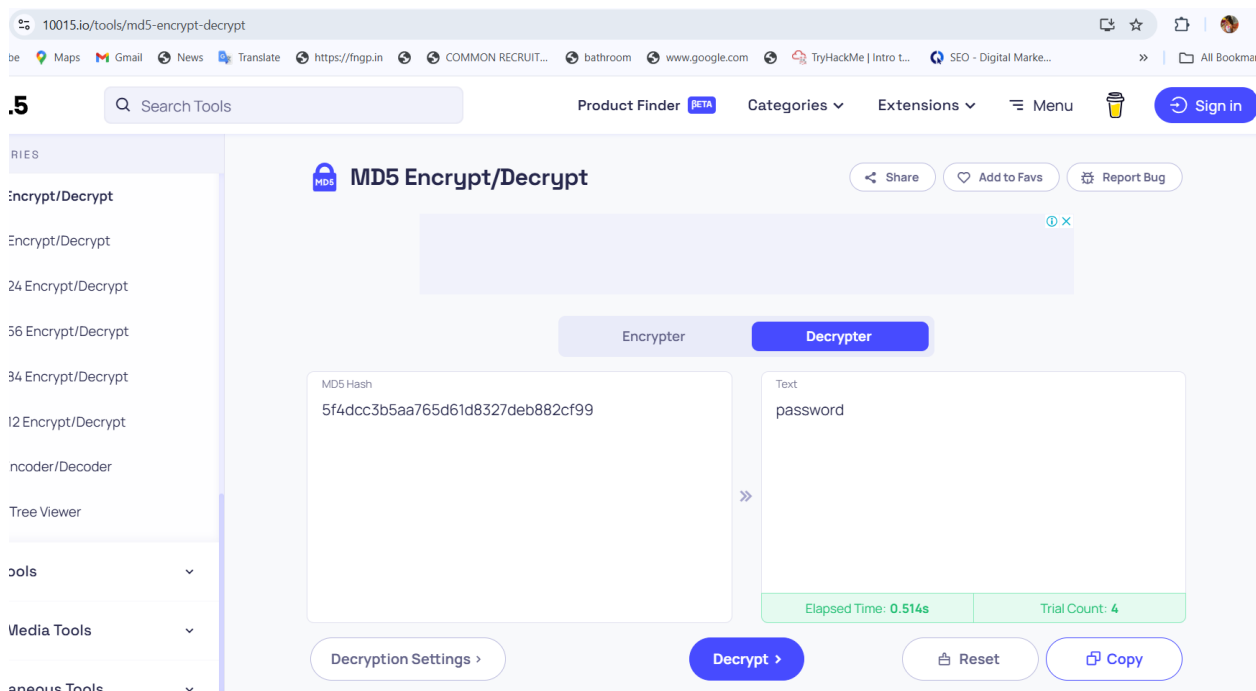 10015.io/tools/md5-encrypt-decrypt
be Maps Gmail News Translate https://fngp.in COMMON RECRUIT... bathroom www.google.com TryHackMe | Intro t... SEO - Digital Marke... » All Bookmar
.5 Search Tools Product Finder BETA Categories Extensions Menu Sign in
RIES
Encrypt/Decrypt
Encrypt/Decrypt
24 Encrypt/Decrypt
56 Encrypt/Decrypt
84 Encrypt/Decrypt
12 Encrypt/Decrypt
ncoder/Decoder
Tree Viewer
ools
Media Tools
aneous Tools
MD5 MD5 Encrypt/Decrypt Share Add to Favs Report Bug
Encrypter Decrypter
MD5 Hash
5f4dcc3b5aa765d61d8327deb882cf99
Text
password
Elapsed Time: 0.514s Trial Count: 4
Decryption Settings › Decrypt › Reset Copy